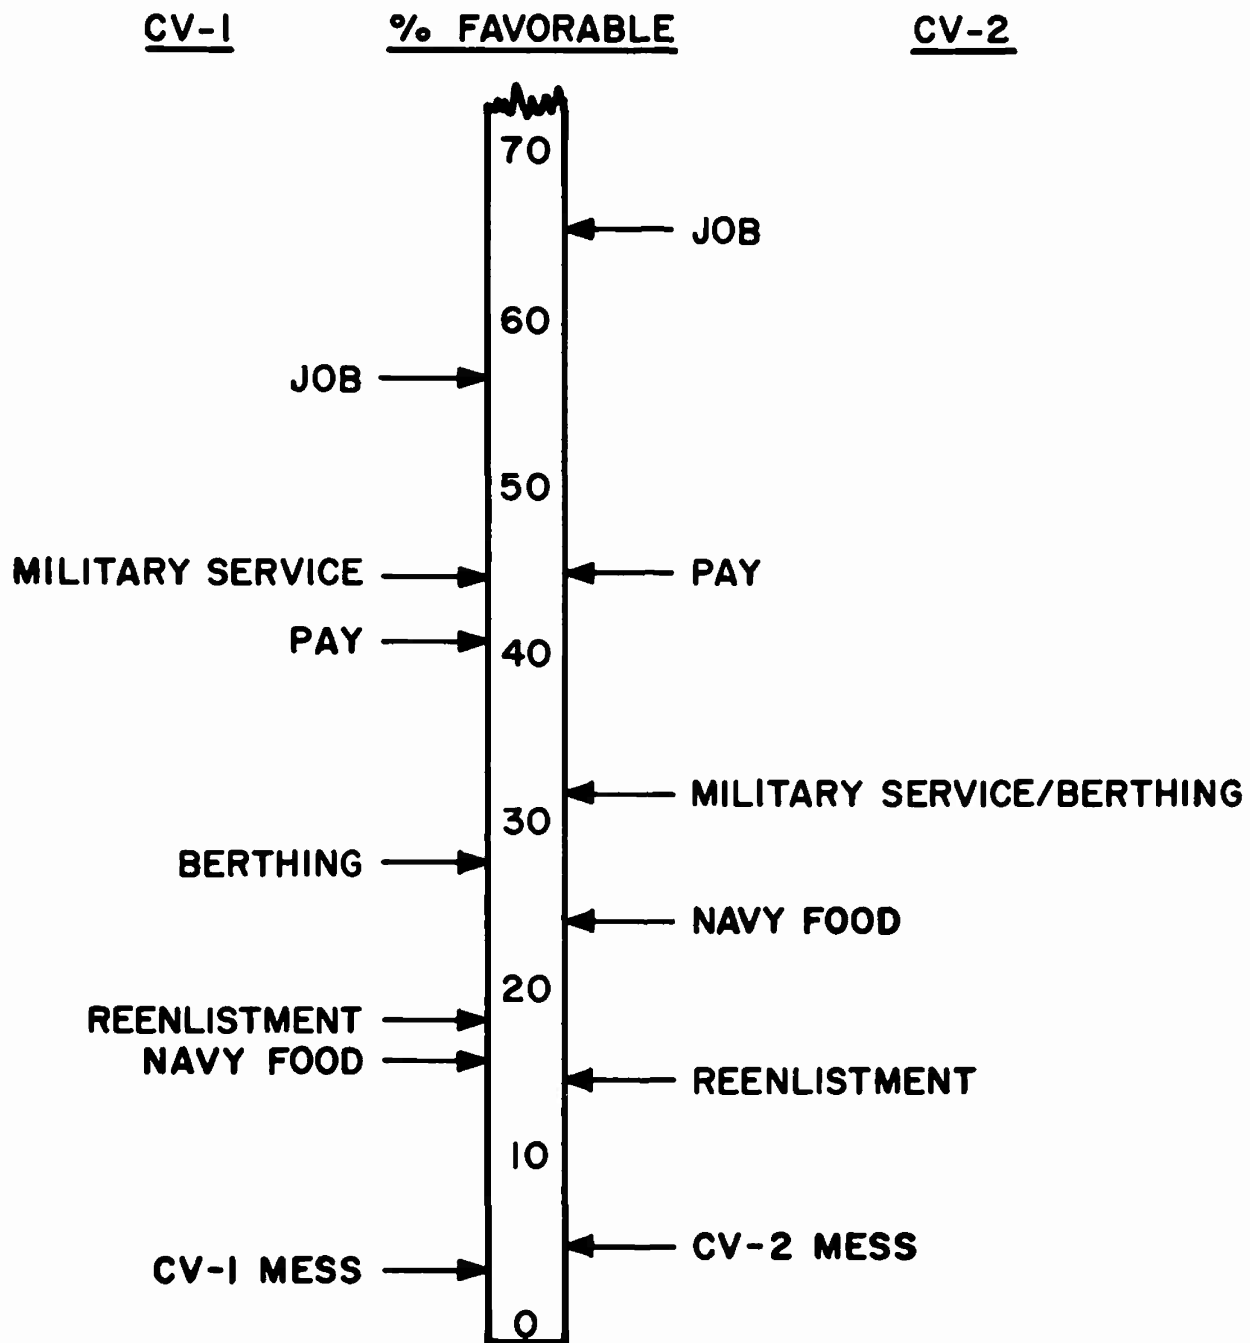 CV-1 % FAVORABLE CV-2
70
JOB
60
JOB
50
MILITARY SERVICE PAY
PAY
40
MILITARY SERVICE/BERTHING
30
BERTHING
NAVY FOOD
20
REENLISTMENT
NAVY FOOD
REENLISTMENT
10
CV-2 MESS
CV-1 MESS
0